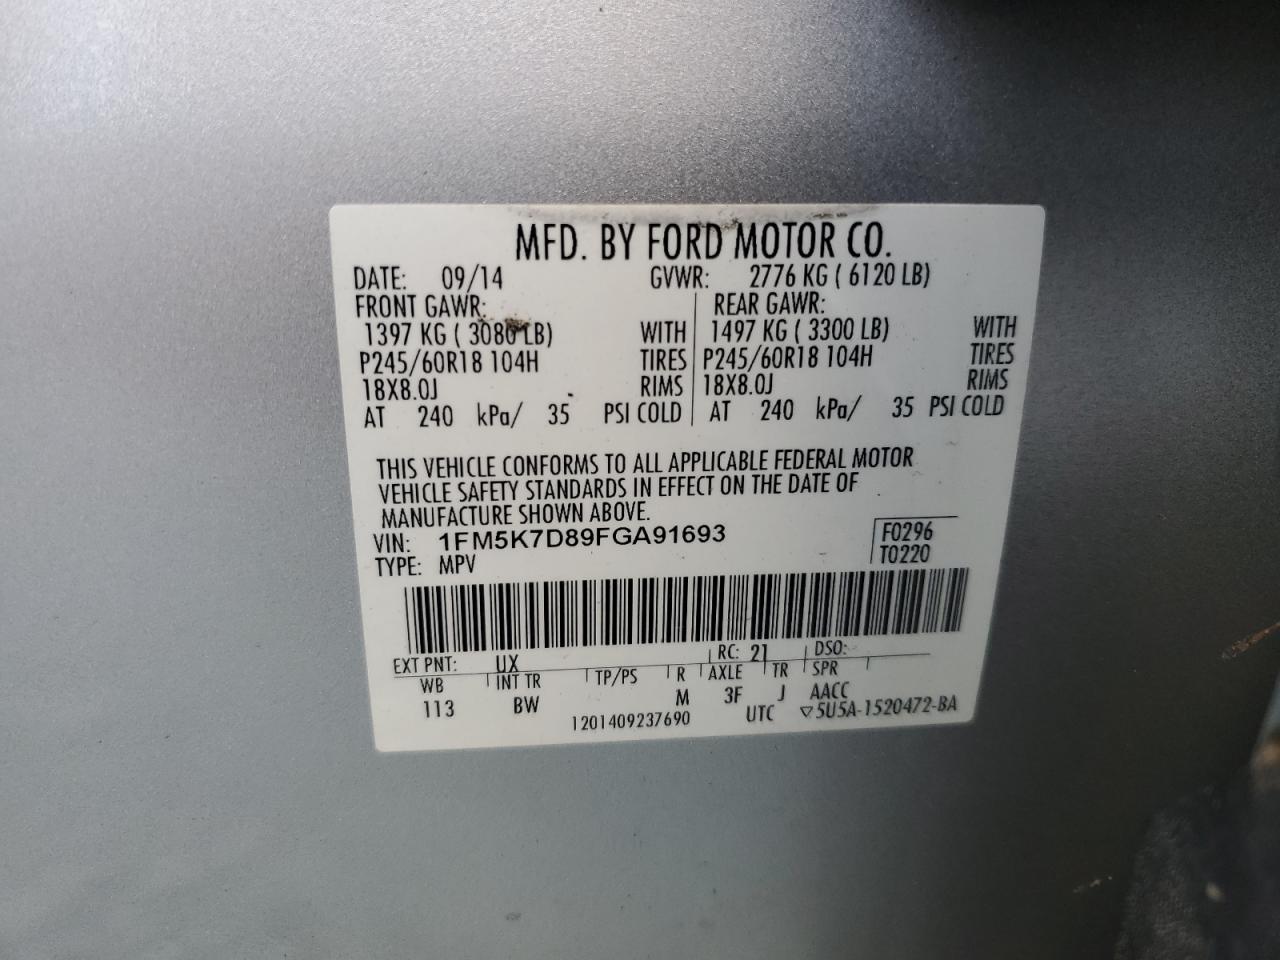 MFD. BY FORD MOTOR CO.
DATE: 09/14 GVWR: 2776 KG ( 6120 LB)
FRONT GAWR: REAR GAWR:
1397 KG ( 3080 LB) WITH 1497 KG ( 3300 LB) WITH
P245/60R18 104H TIRES P245/60R18 104H TIRES
18X8.0J RIMS 18X8.0J RIMS
AT 240 kPa/ 35 PSI COLD AT 240 kPa/ 35 PSI COLD
THIS VEHICLE CONFORMS TO ALL APPLICABLE FEDERAL MOTOR
VEHICLE SAFETY STANDARDS IN EFFECT ON THE DATE OF
MANUFACTURE SHOWN ABOVE.
VIN: 1FM5K7D89FGA91693 F0296
TYPE: MPV T0220
EXT PNT: UX RC: 21 DSO:
WB INT TR TP/PS R AXLE TR SPR
113 BW M 3F J AACC
1201409237690 UTC ▽5U5A-1520472-BA